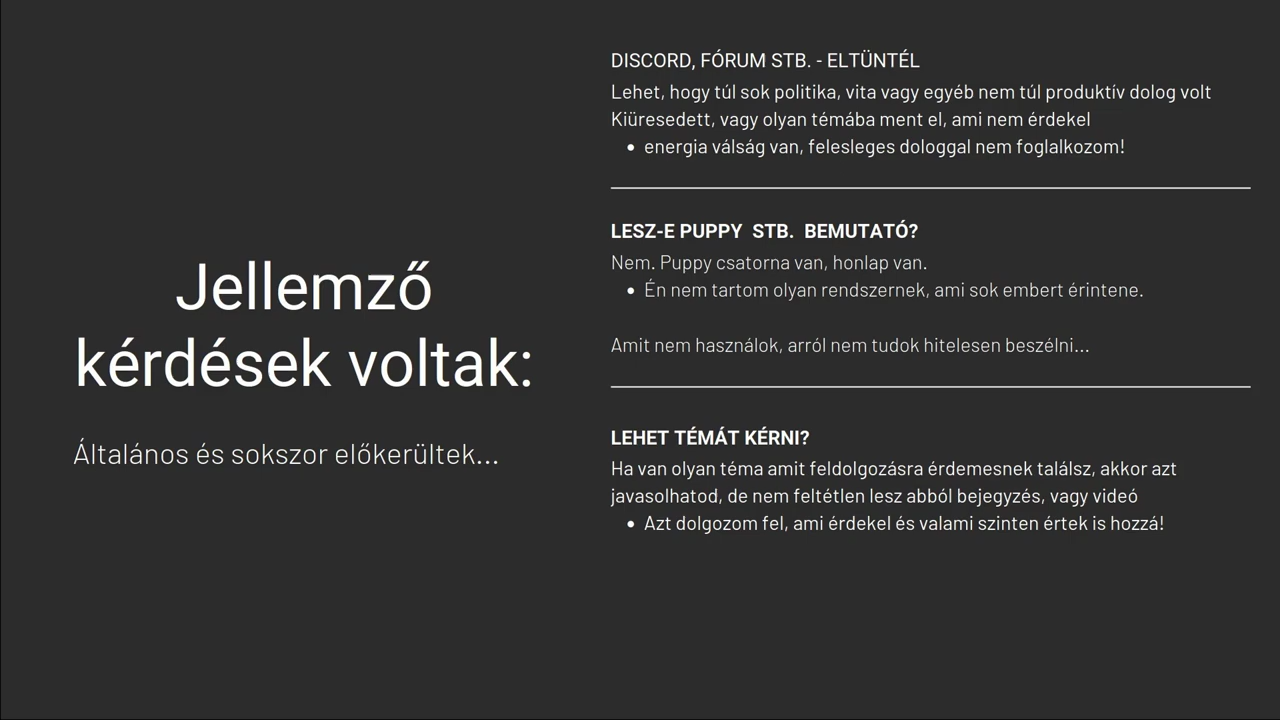 Jellemző
kérdések voltak:
Általános és sokszor előkerültek...
DISCORD, FÓRUM STB. - ELTÜNTÉL
Lehet, hogy túl sok politika, vita vagy egyéb nem túl produktív dolog volt
Kiüresedett, vagy olyan témába ment el, ami nem érdekel
• energia válság van, felesleges dologgal nem foglalkozom!
LESZ-E PUPPY STB. BEMUTATÓ?
Nem. Puppy csatorna van, honlap van.
• Én nem tartom olyan rendszernek, ami sok embert érintene.
Amit nem használok, arról nem tudok hitelesen beszélni...
LEHET TÉMÁT KÉRNI?
Ha van olyan téma amit feldolgozásra érdemesnek találsz, akkor azt
javasolhatod, de nem feltétlen lesz abból bejegyzés, vagy videó
• Azt dolgozom fel, ami érdekel és valami szinten értek is hozzá!